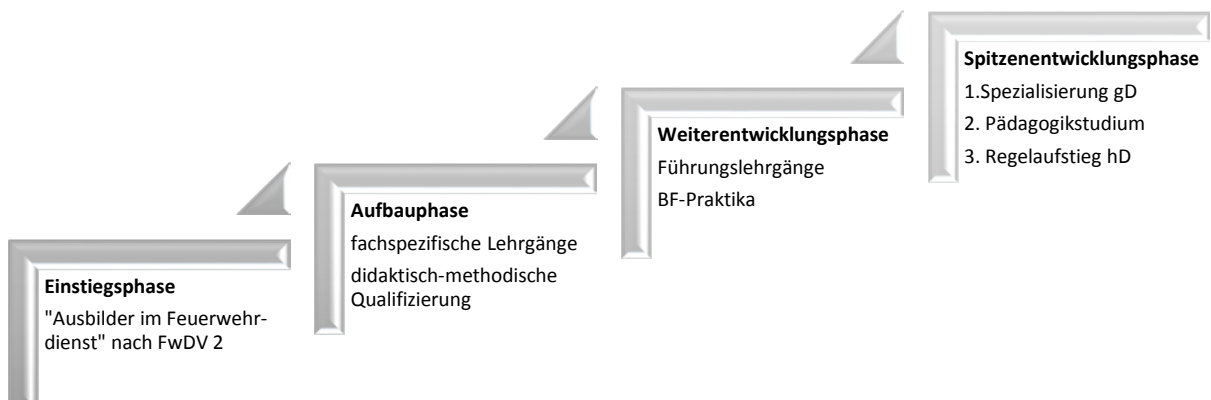 Einstiegsphase
"Ausbilder im Feuerwehr-
dienst" nach FwDV 2
Aufbauphase
fachspezifische Lehrgänge
didaktisch-methodische
Qualifizierung
Weiterentwicklungsphase
Führungslehrgänge
BF-Praktika
Spitzenentwicklungsphase
1.Spezialisierung gD
2. Pädagogikstudium
3. Regelaufstieg hD